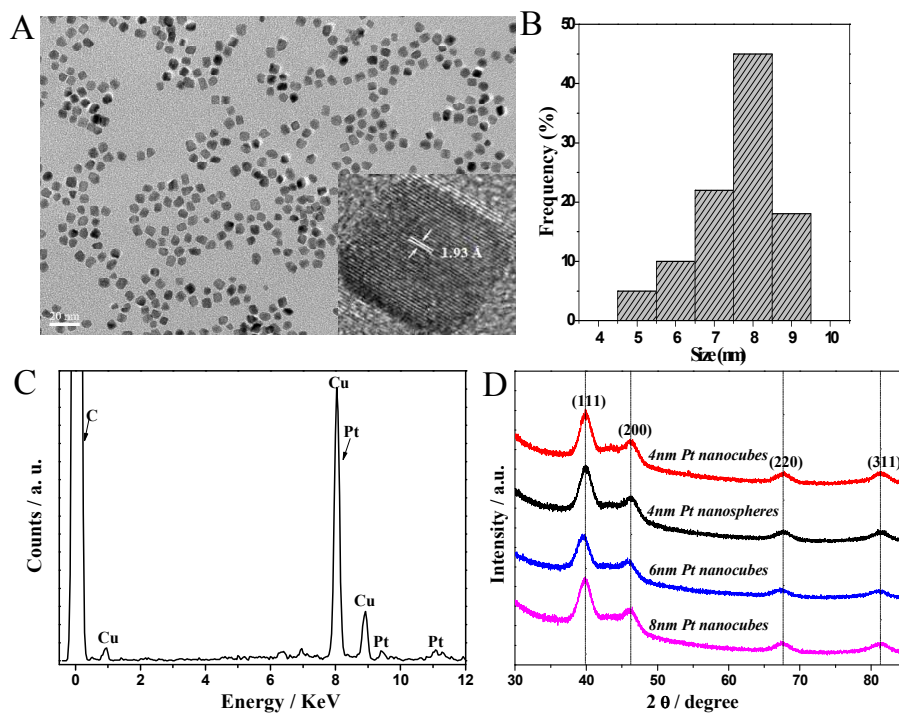 A
20 nm
1.93 Å
B
Frequency (%)
50
40
30
20
10
0
4 5 6 7 8 9 10
Size (nm)
C
Counts / a. u.
C
Cu
Cu
Pt
Cu
Pt
Pt
0 2 4 6 8 10 12
Energy / KeV
D
Intensity / a.u.
(111)
(200)
(220)
(311)
4nm Pt nanocubes
4nm Pt nanospheres
6nm Pt nanocubes
8nm Pt nanocubes
30 40 50 60 70 80
2 θ / degree